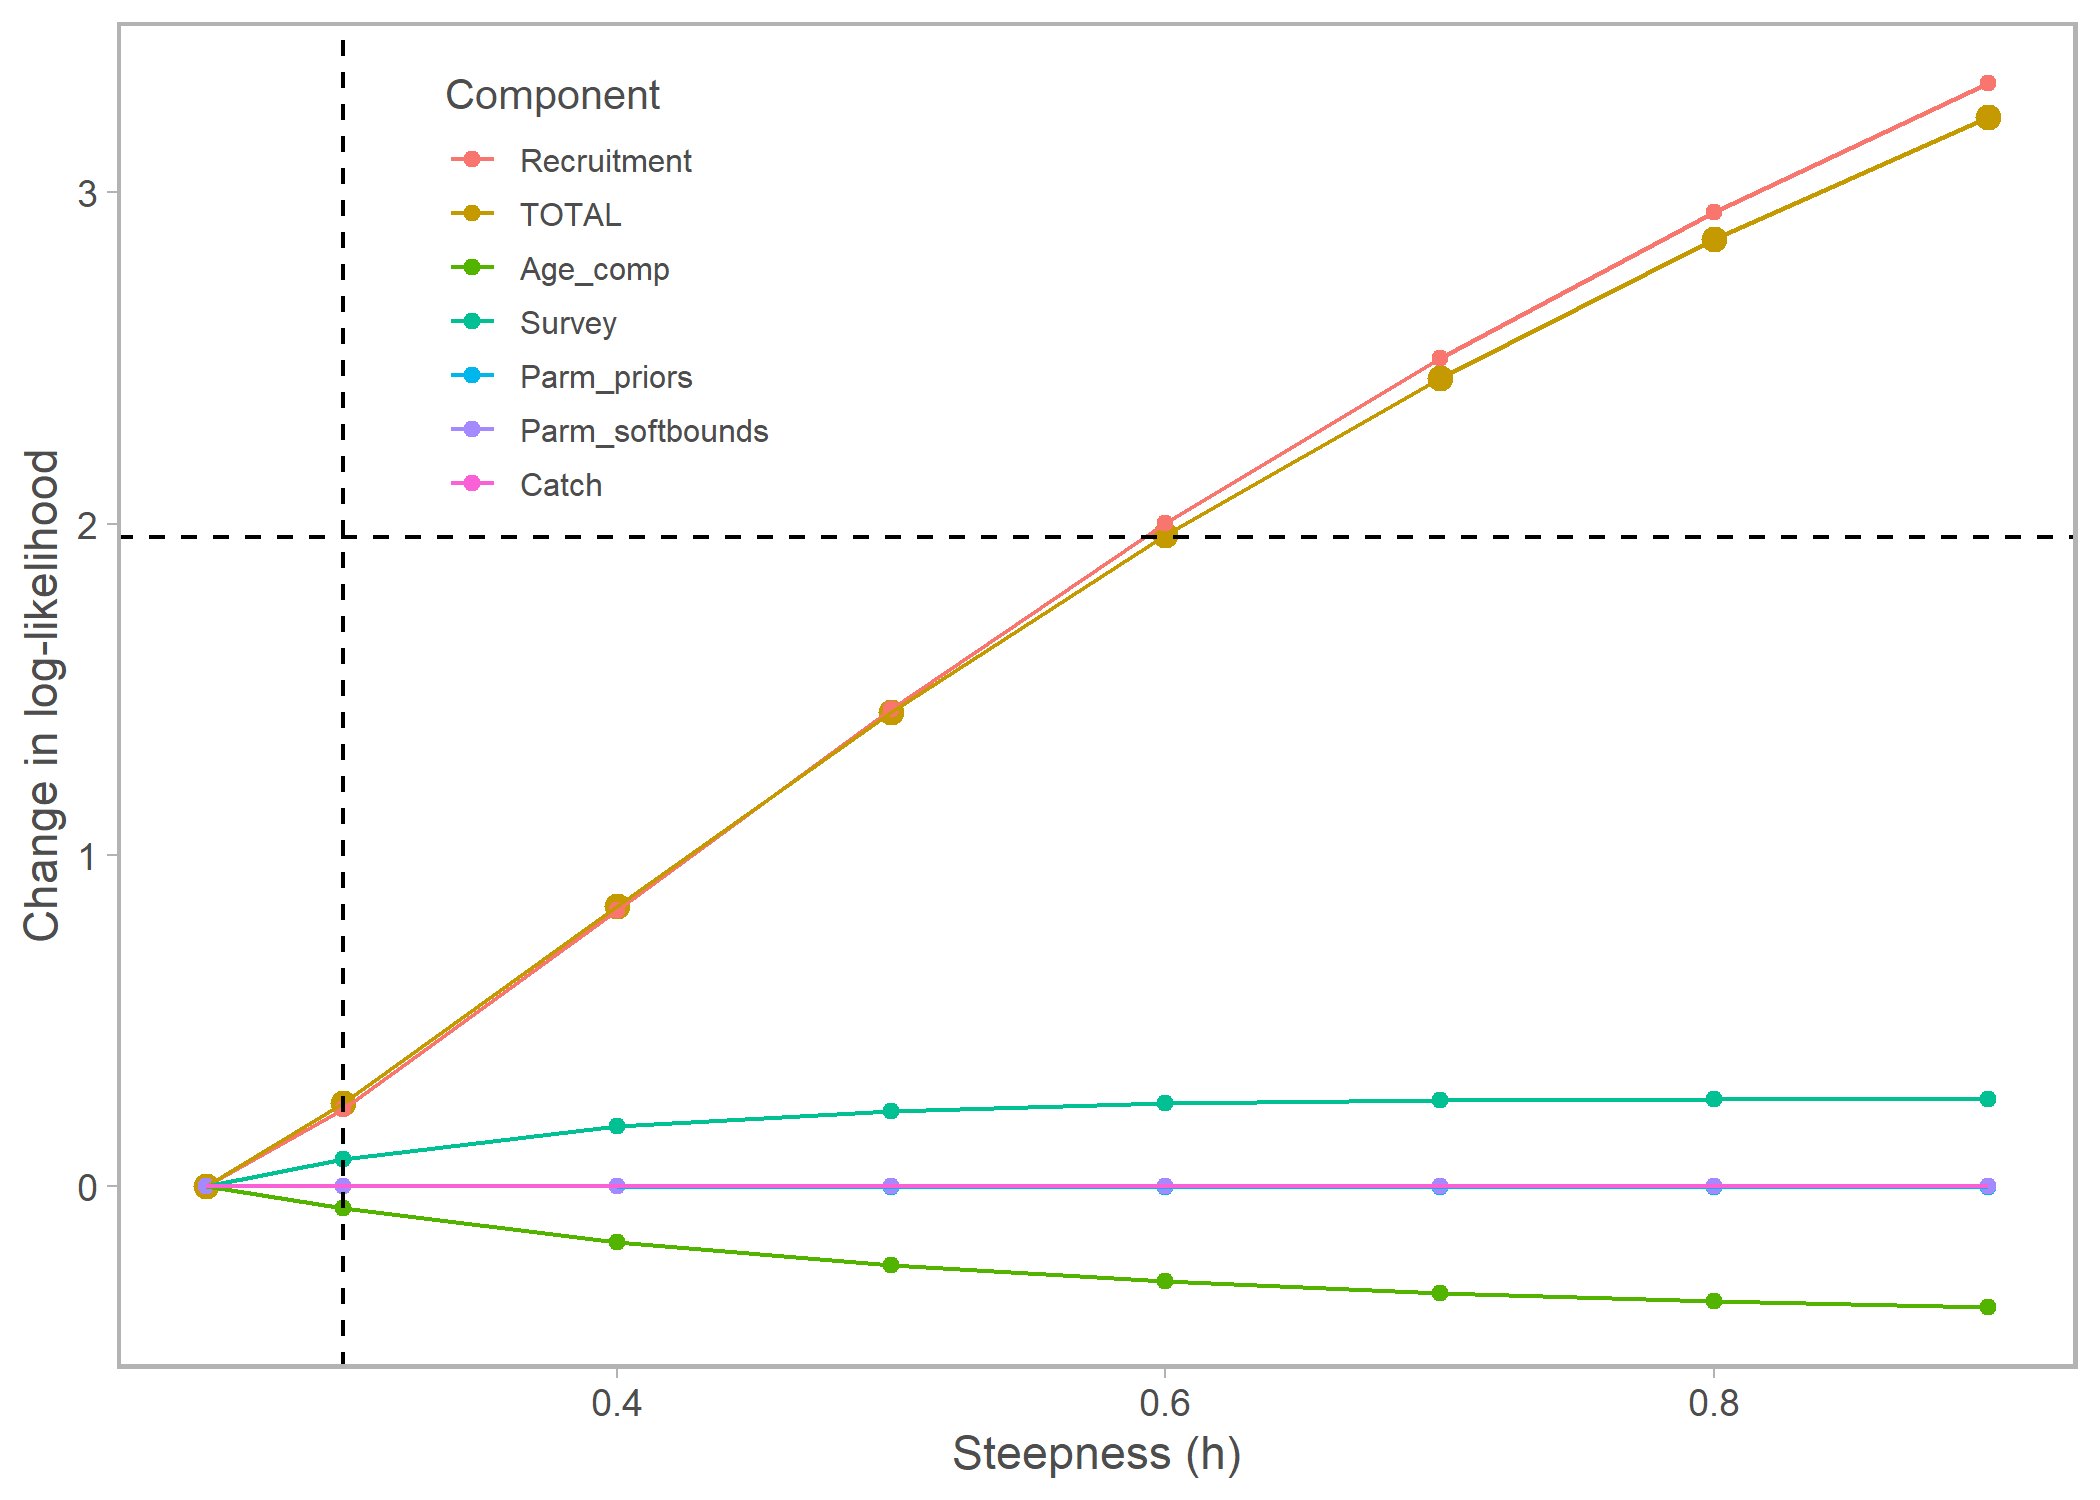 Component
Recruitment
TOTAL
Age_comp
Survey
Parm_priors
Parm_softbounds
Catch
Change in log-likelihood
3
2
1
0
0.4 0.6 0.8
Steepness (h)